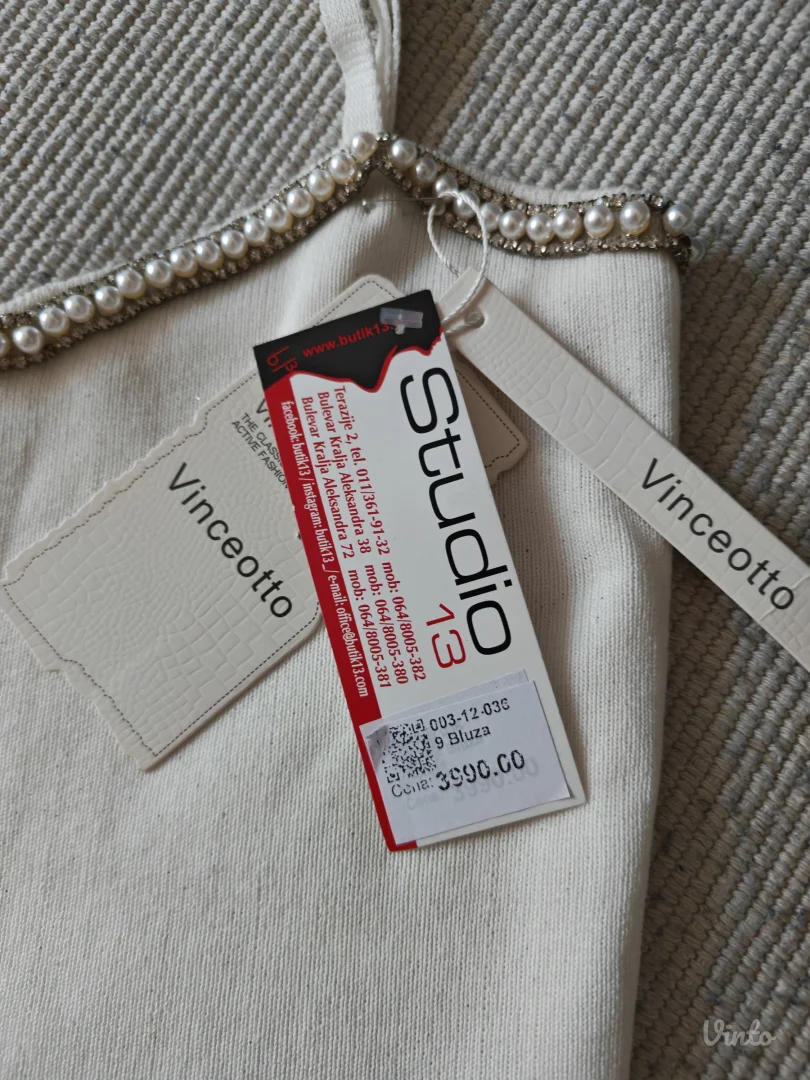 www.butik13.
Studio
13
Terazije 2, tel. 011/361-91-32 mob: 064/8005-382
Bulevar Kralja Aleksandra 38 mob: 064/8005-380
Bulevar Kralja Aleksandra 72 mob: 064/8005-381
facebook: butik13 / instagram: butik13_ / e-mail: office@butik13.com
003-12-036
9 Bluza
Cena: 3990.00
THE CLASSI
ACTIVE FASHION
Vinceotto
Vinceotto
Vinto